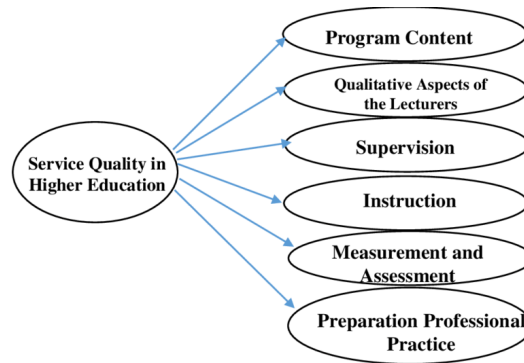 Program Content
Qualitative Aspects of
the Lecturers
Supervision
Service Quality in
Higher Education
Instruction
Measurement and
Assessment
Preparation Professional
Practice